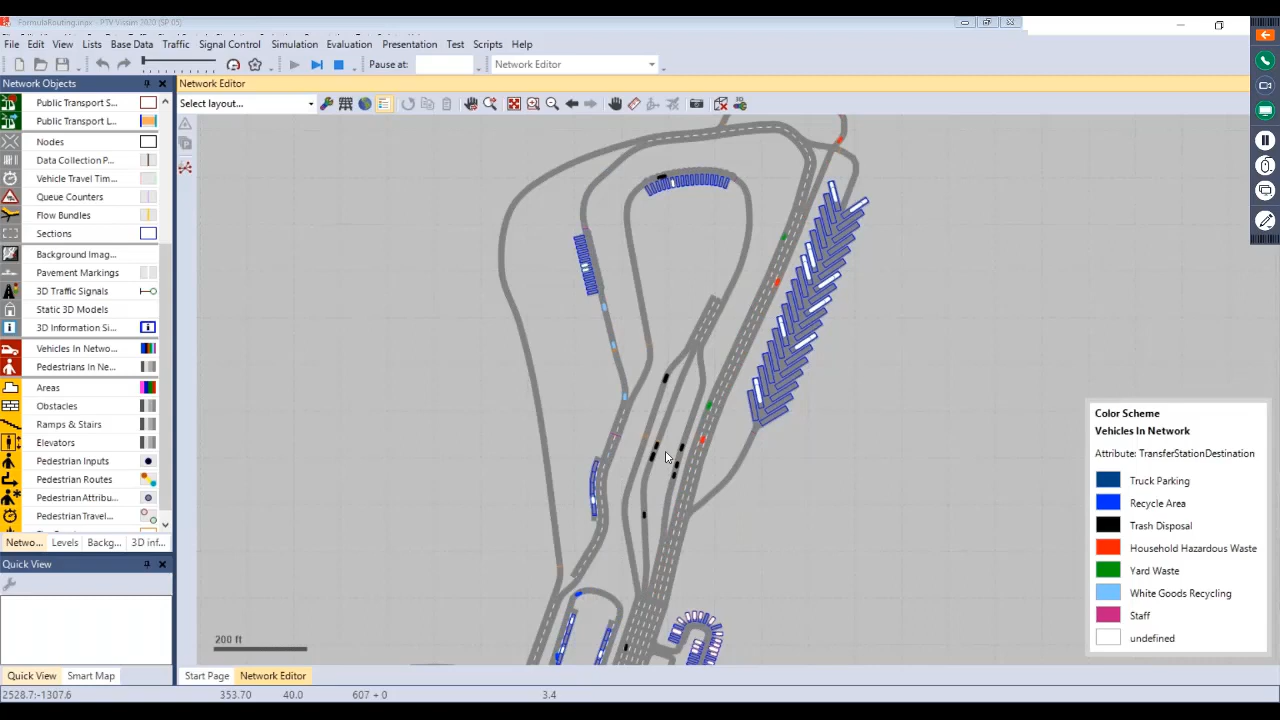 FormulaRouting.inpx - PTV Vissim 2020 (SP 05)
File Edit View Lists Base Data Traffic Signal Control Simulation Evaluation Presentation Test Scripts Help
Pause at: Network Editor
Network Objects
Network Editor
Select layout...
Public Transport S...
Public Transport L...
Nodes
Data Collection P...
Vehicle Travel Tim...
Queue Counters
Flow Bundles
Sections
Background Imag...
Pavement Markings
3D Traffic Signals
Static 3D Models
3D Information Si...
Vehicles In Netwo...
Pedestrians In Ne...
Areas
Obstacles
Ramps & Stairs
Elevators
Pedestrian Inputs
Pedestrian Routes
Pedestrian Attribu...
Pedestrian Travel...
Netwo... Levels Backg... 3D inf...
Quick View
Color Scheme
Vehicles In Network
Attribute: TransferStationDestination
Truck Parking
Recycle Area
Trash Disposal
Household Hazardous Waste
Yard Waste
White Goods Recycling
Staff
undefined
200 ft
Quick View Smart Map
Start Page Network Editor
2528.7:-1307.6 353.70 40.0 607 + 0 3.4